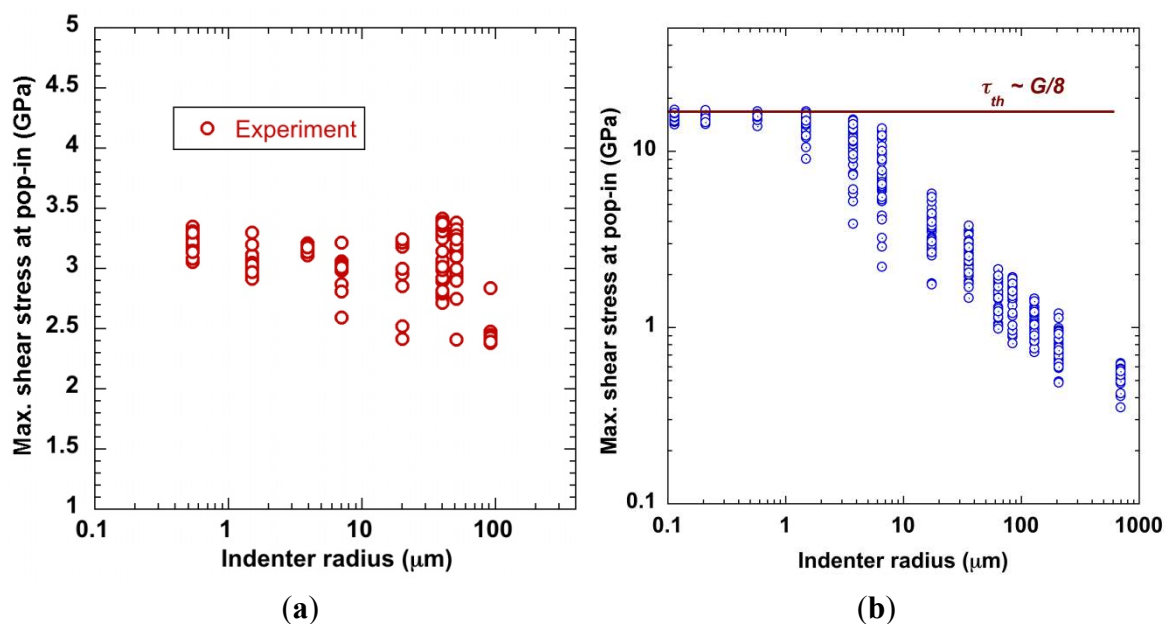 Max. shear stress at pop-in (GPa)
5
4.5
4
3.5
3
2.5
2
1.5
1
Experiment
0.1
1
10
100
Indenter radius (μm)
(a)
Max. shear stress at pop-in (GPa)
10
1
0.1
τth ~ G/8
0.1
1
10
100
1000
Indenter radius (μm)
(b)